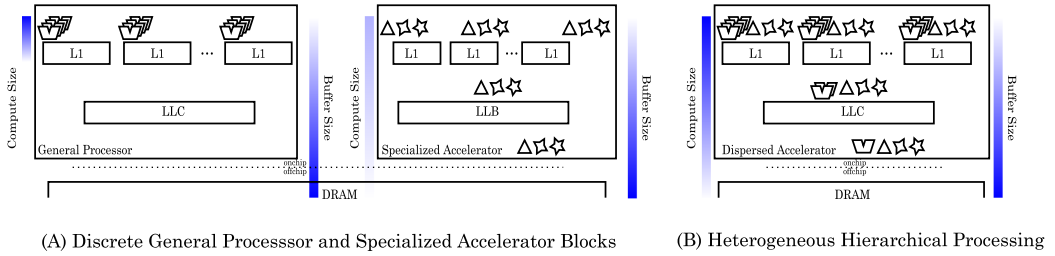 Compute Size
L1 L1 ... L1
LLC
General Processor
Buffer Size
Compute Size
L1 L1 ... L1
LLB
Specialized Accelerator
Buffer Size
onchip
offchip
DRAM
(A) Discrete General Processsor and Specialized Accelerator Blocks
Compute Size
L1 L1 ... L1
LLC
Dispersed Accelerator
Buffer Size
onchip
offchip
DRAM
(B) Heterogeneous Hierarchical Processing